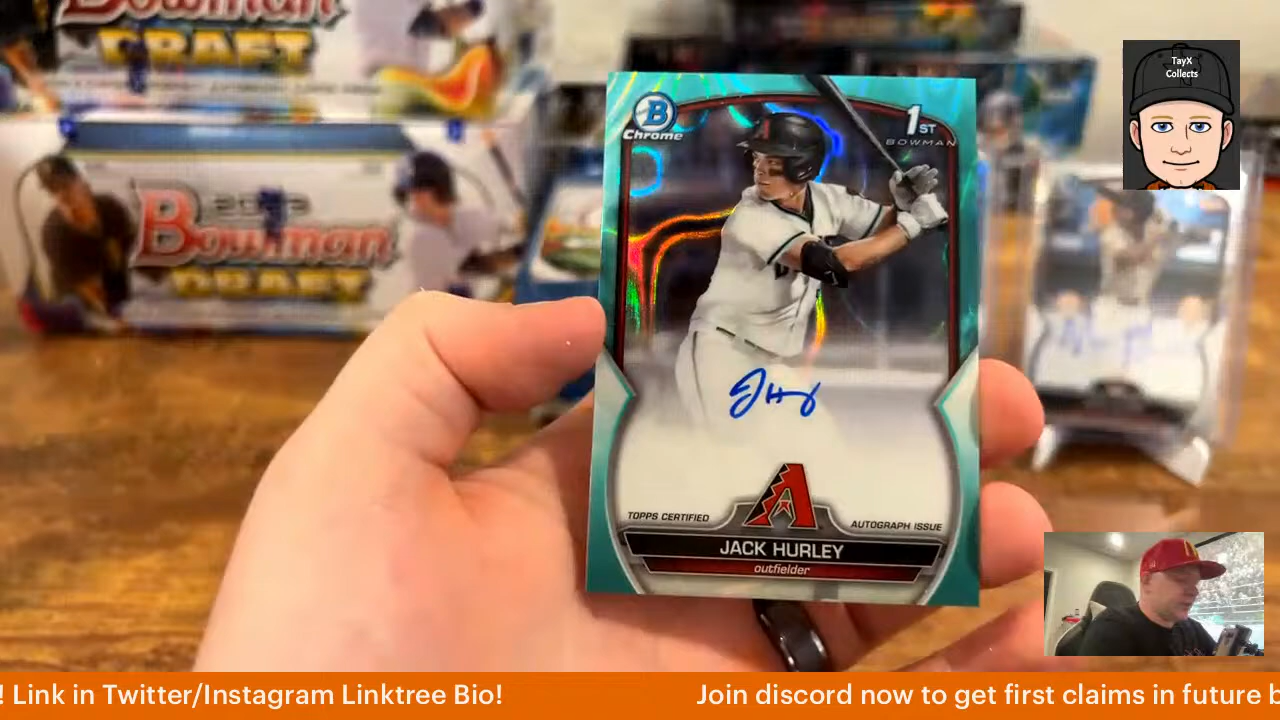 Bowman
DRAFT
2023
Bowman
DRAFT
B
Chrome
1ST
BOWMAN
TayX
Collects
A
TOPPS CERTIFIED
AUTOGRAPH ISSUE
JACK HURLEY
outfielder
! Link in Twitter/Instagram Linktree Bio!
Join discord now to get first claims in future b